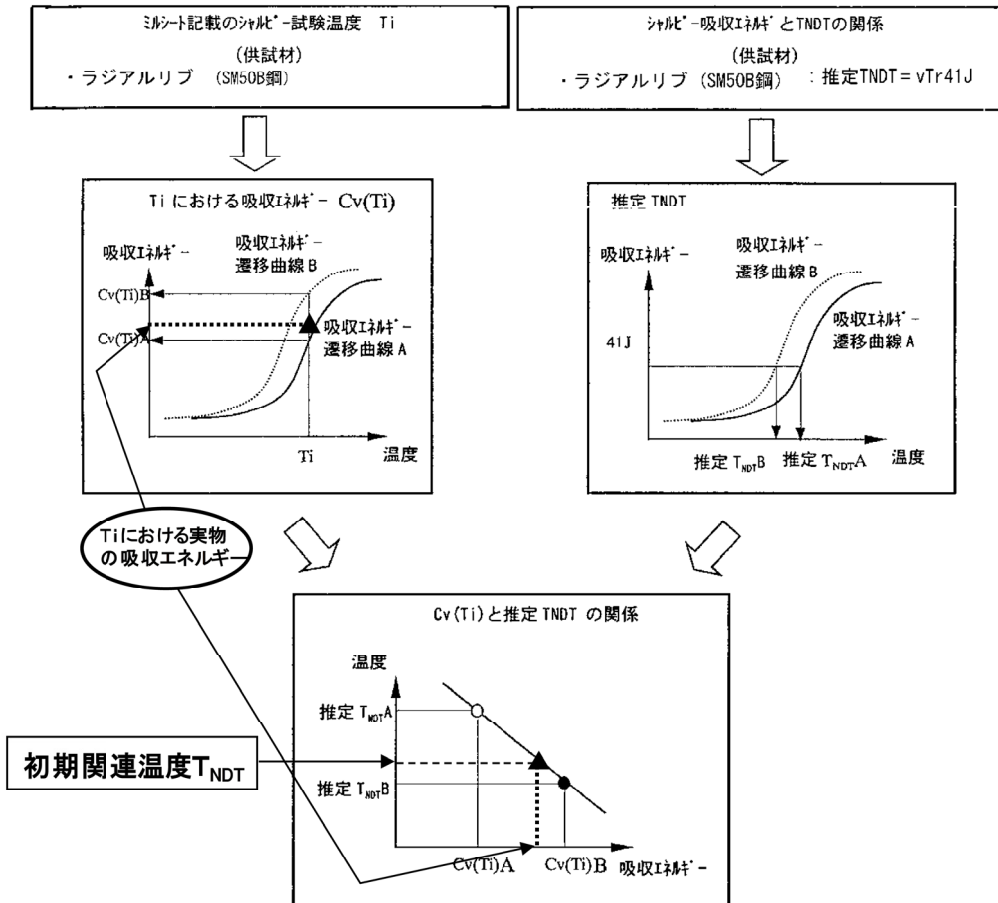 ﾐﾙｼｰﾄ記載のｼｬﾙﾋﾟｰ試験温度 Ti
(供試材)
・ラジアルリブ (SM50B鋼)
ｼｬﾙﾋﾟｰ吸収ｴﾈﾙｷﾞとTNDTの関係
(供試材)
・ラジアルリブ (SM50B鋼) : 推定TNDT = vTr41J
Ti における吸収ｴﾈﾙｷﾞｰ Cv(Ti)
吸収ｴﾈﾙｷﾞｰ
吸収ｴﾈﾙｷﾞｰ
遷移曲線 B
Cv(Ti)B
Cv(Ti)A
吸収ｴﾈﾙｷﾞｰ
遷移曲線 A
Ti
温度
推定 TNDT
吸収ｴﾈﾙｷﾞｰ
吸収ｴﾈﾙｷﾞｰ
遷移曲線 B
吸収ｴﾈﾙｷﾞｰ
遷移曲線 A
41J
推定 TNDTB
推定 TNDTA
温度
Tiにおける実物
の吸収エネルギー
Cv(Ti)と推定 TNDT の関係
温度
推定 TNDTA
初期関連温度TNDT
推定 TNDTB
Cv(Ti)A
Cv(Ti)B
吸収ｴﾈﾙｷﾞｰ